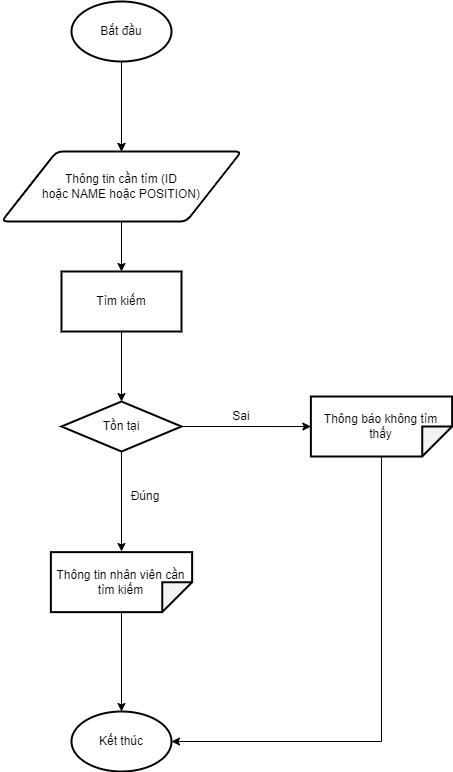 Bắt đầu
Thông tin cần tìm (ID
hoặc NAME hoặc POSITION)
Tìm kiếm
Tồn tại
Sai
Thông báo không tìm
thấy
Đúng
Thông tin nhân viên cần
tìm kiếm
Kết thúc